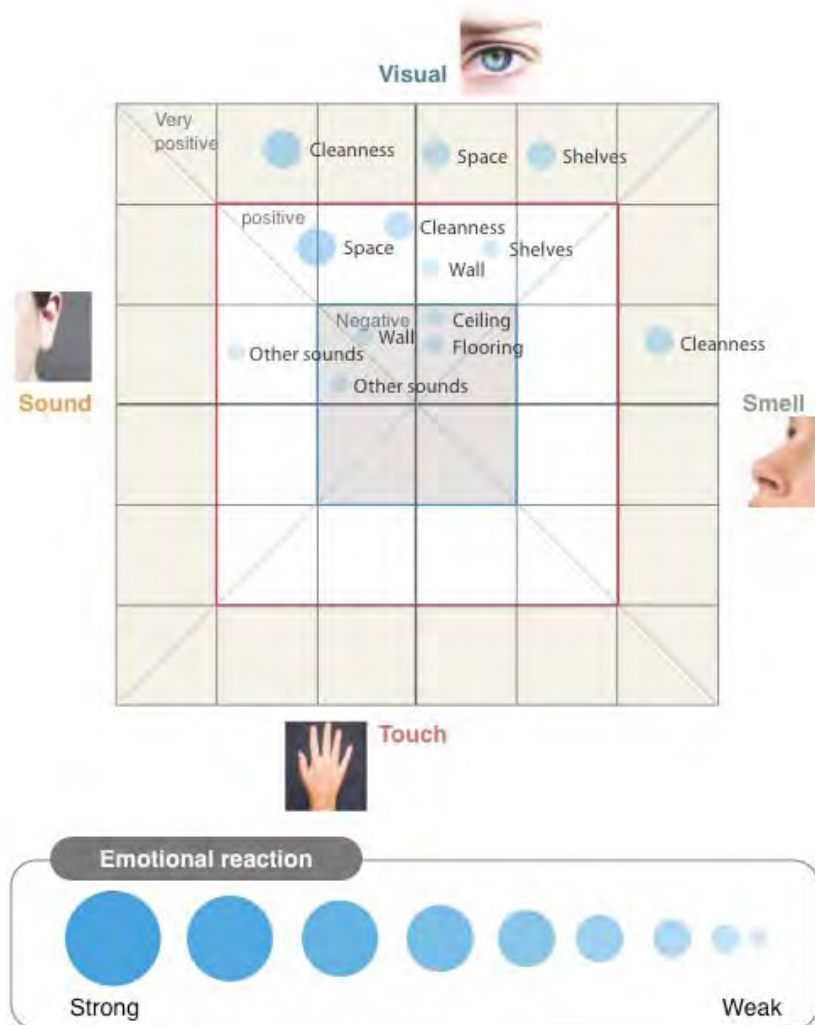 Visual
Very
positive
Cleanness
Space
Shelves
positive
Cleanness
Space
Shelves
Wall
Negative
Wall
Ceiling
Flooring
Other sounds
Other sounds
Cleanness
Sound
Smell
Touch
Emotional reaction
Strong
Weak